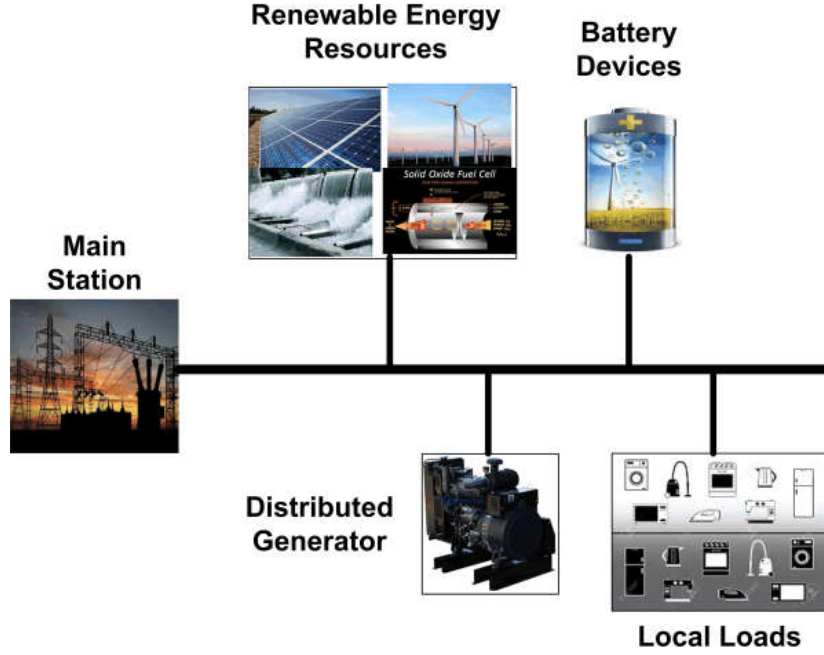 Renewable Energy
Resources
Battery
Devices
Solid Oxide Fuel Cell
Main
Station
Distributed
Generator
Local Loads